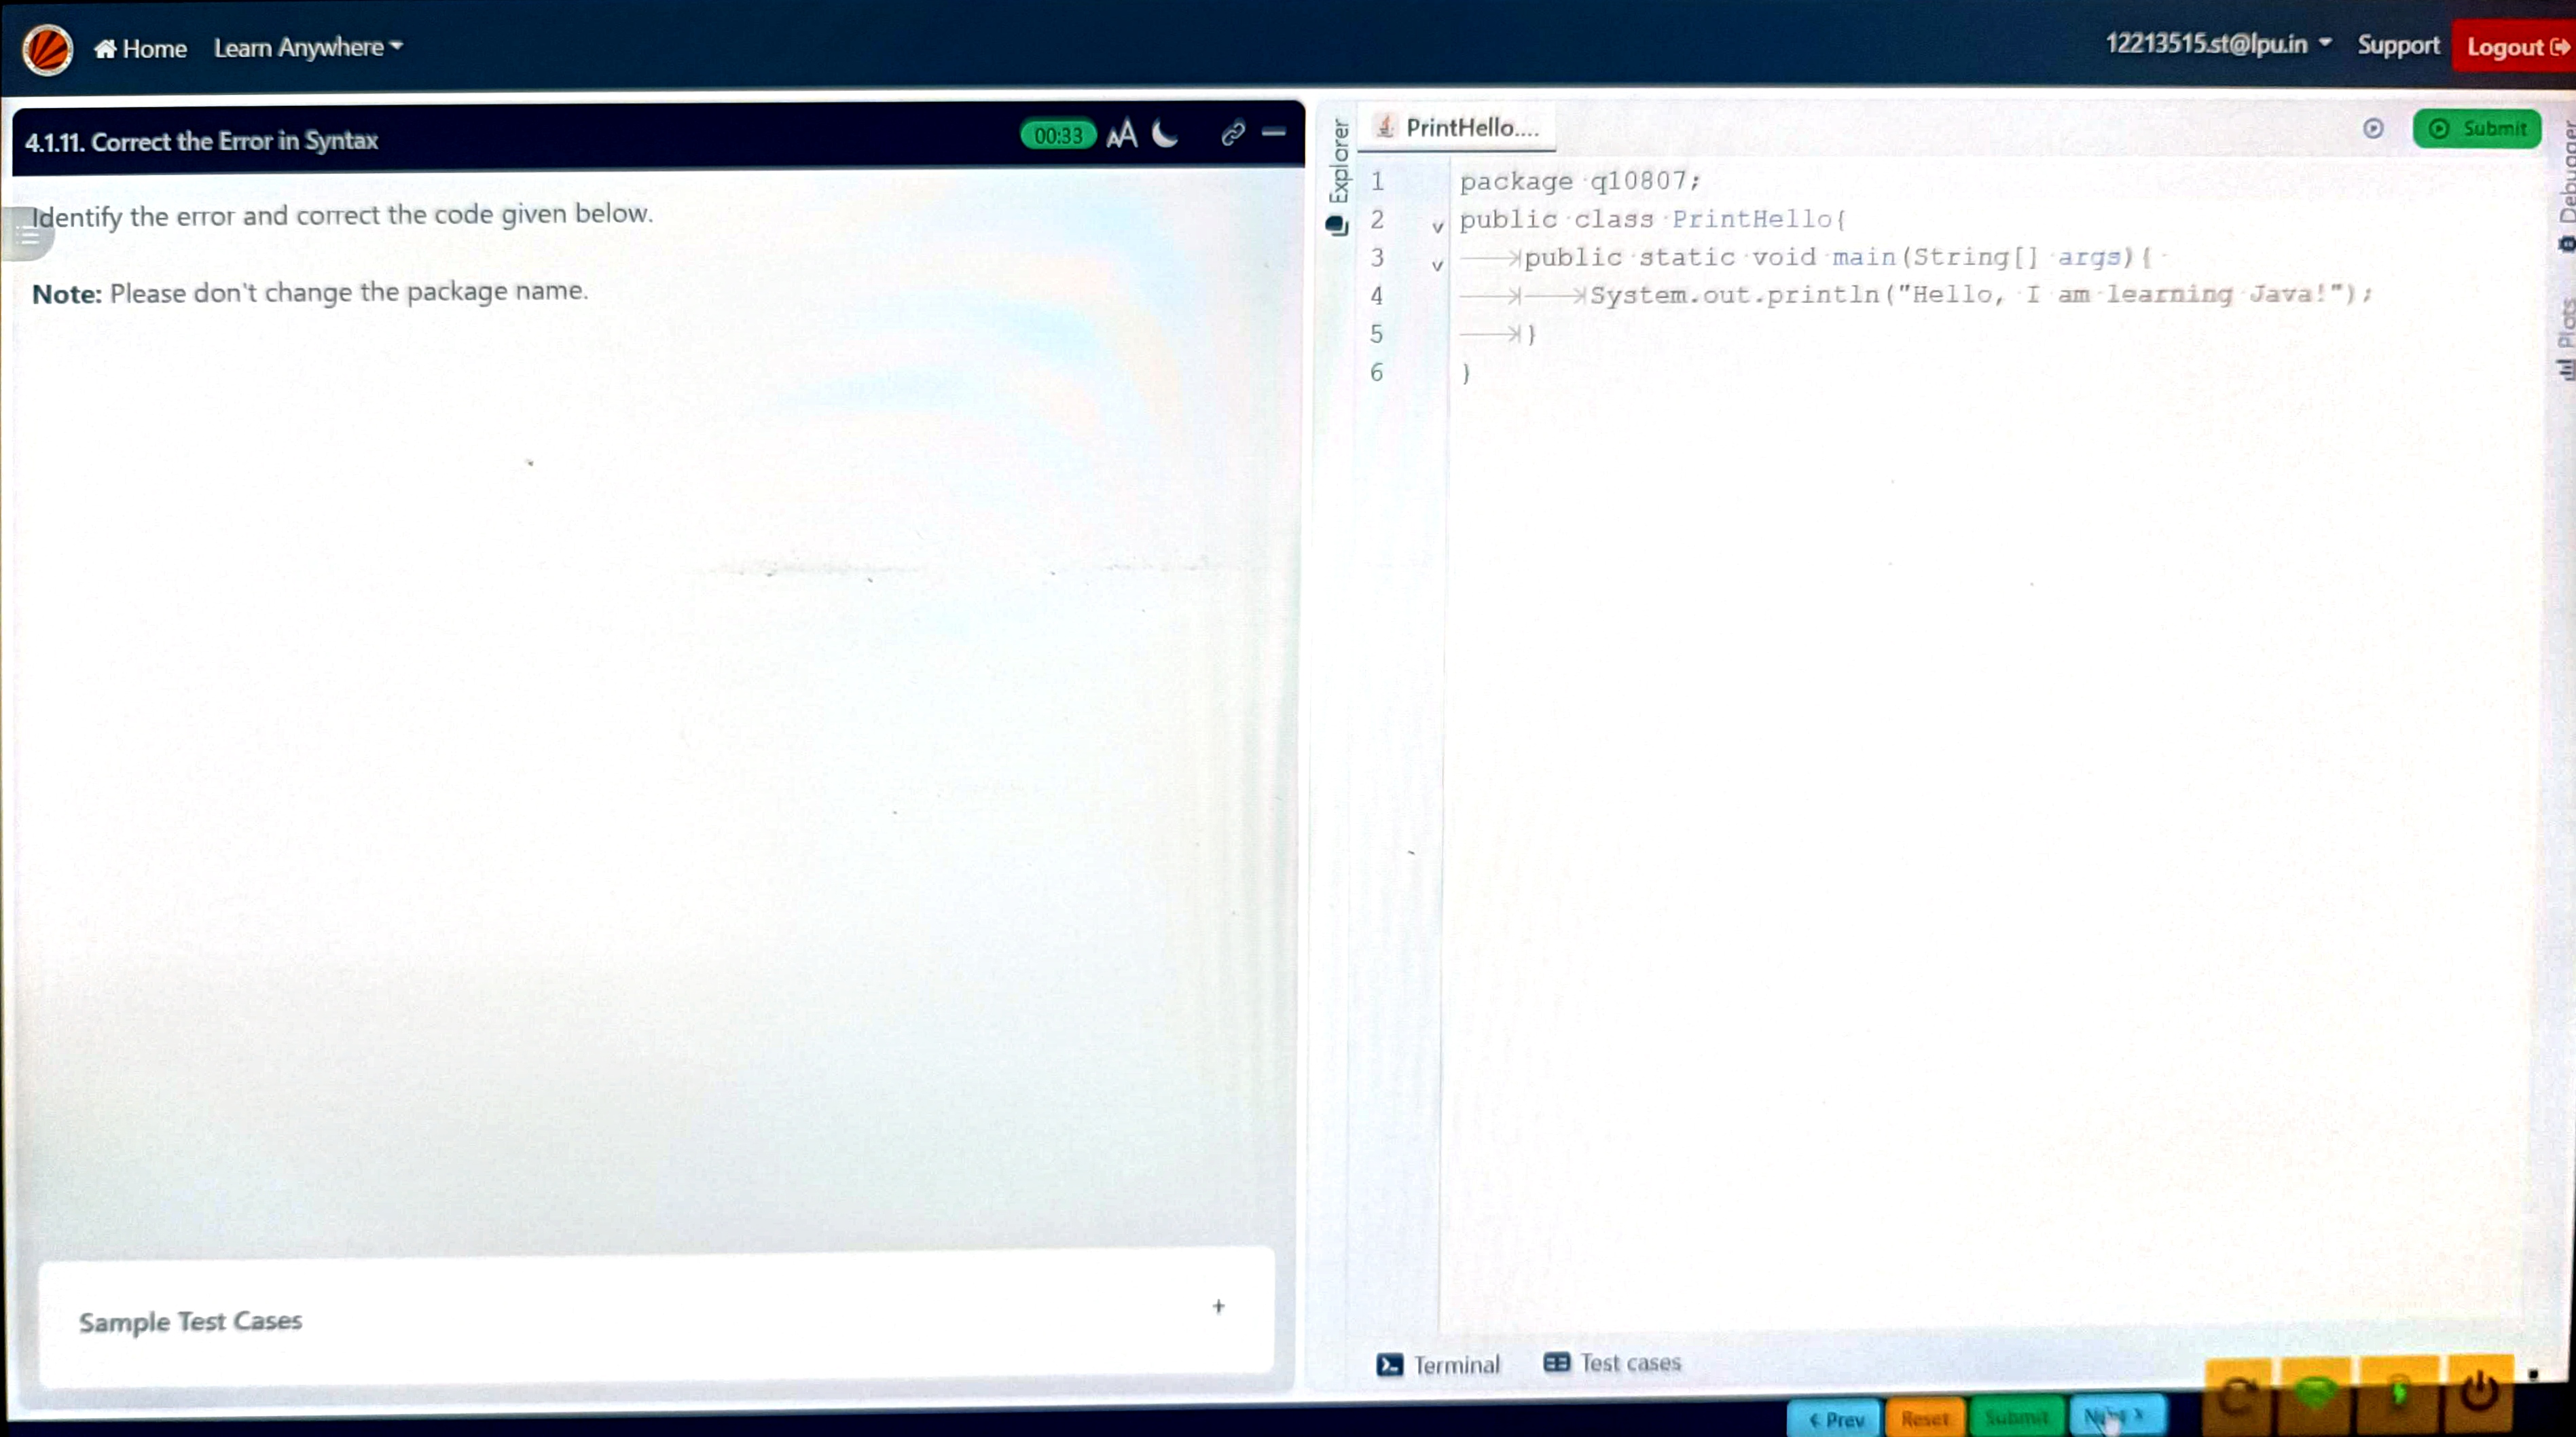 Home Learn Anywhere 12213515.st@lpu.in Support Logout
4.1.11. Correct the Error in Syntax 00:33 AA
Identify the error and correct the code given below.
Note: Please don't change the package name.
Sample Test Cases +
Explorer
PrintHello.... Submit
1 package q10807;
2 public class PrintHello{
3 public static void main(String[] args){
4 System.out.println("Hello, I am learning Java!");
5 }
6 }
Debugger
Plots
Terminal Test cases
Prev Reset Submit Next